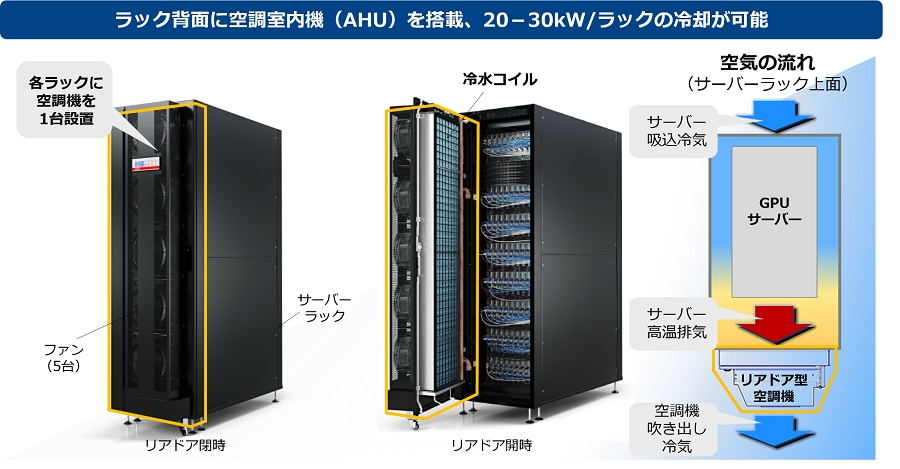 ラック背面に空調室内機（AHU）を搭載、20－30kW/ラックの冷却が可能
各ラックに
空調機を
1台設置
ファン
（5台）
サーバー
ラック
リアドア閉時
冷水コイル
リアドア開時
空気の流れ
（サーバーラック上面）
サーバー
吸込冷気
GPU
サーバー
サーバー
高温排気
リアドア型
空調機
空調機
吹き出し
冷気